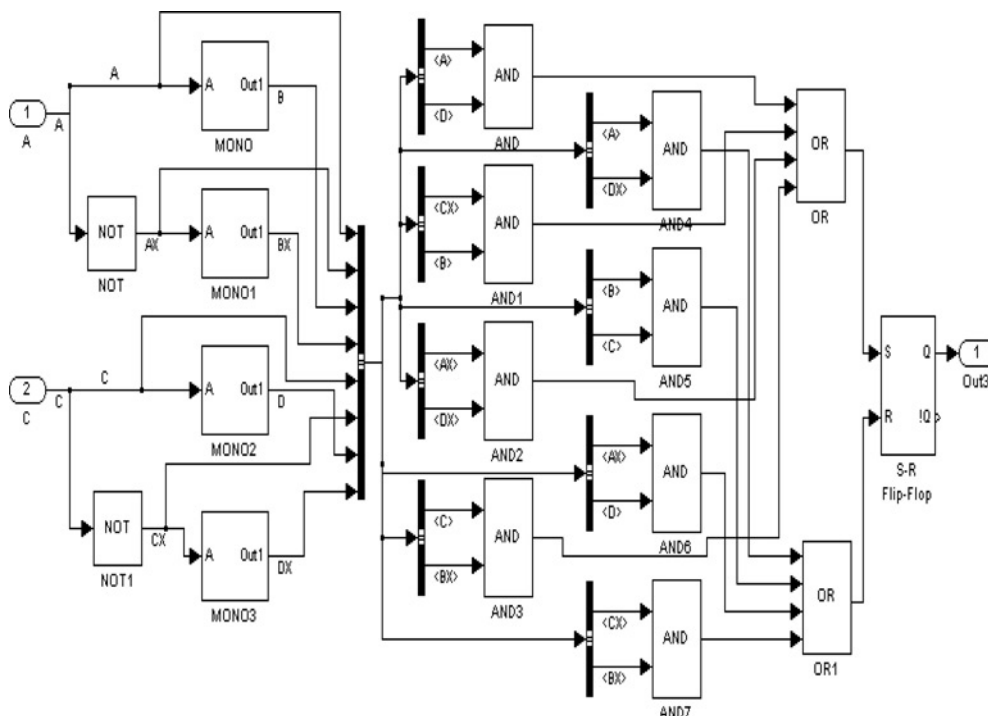 1
A
A
A
A
Out1
B
MONO
NOT
NOT
AX
A
Out1
BX
MONO1
2
C
C
C
A
Out1
D
MONO2
NOT
NOT1
CX
A
Out1
DX
MONO3
<A>
<D>
AND
AND
<A>
<DX>
AND
AND4
<CX>
<B>
AND
AND1
<B>
<C>
AND
AND5
<AX>
<DX>
AND
AND2
<AX>
<D>
AND
AND6
<C>
<BX>
AND
AND3
<CX>
<BX>
AND
AND7
OR
OR
OR
OR1
S
Q
R
!Q
S-R
Flip-Flop
1
Out3